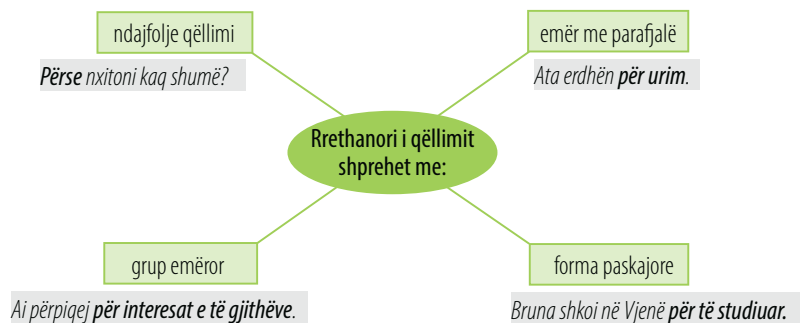 ndajfolje qëllimi
Përse nxitoni kaq shumë?
emër me parafjalë
Ata erdhën për urim.
Rrethanori i qëllimit
shprehet me:
grup emëror
Ai përpiqej për interesat e të gjithëve.
forma paskajore
Bruna shkoi në Vjenë për të studiuar.